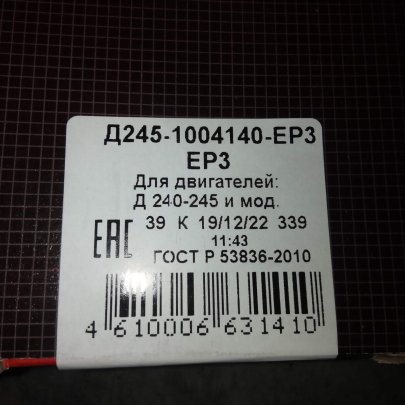 Д245-1004140-ЕР3
ЕР3
Для двигателей:
Д 240-245 и мод.
EAC
39 К 19/12/22 339
11:43
ГОСТ Р 53836-2010
4 610006 631410